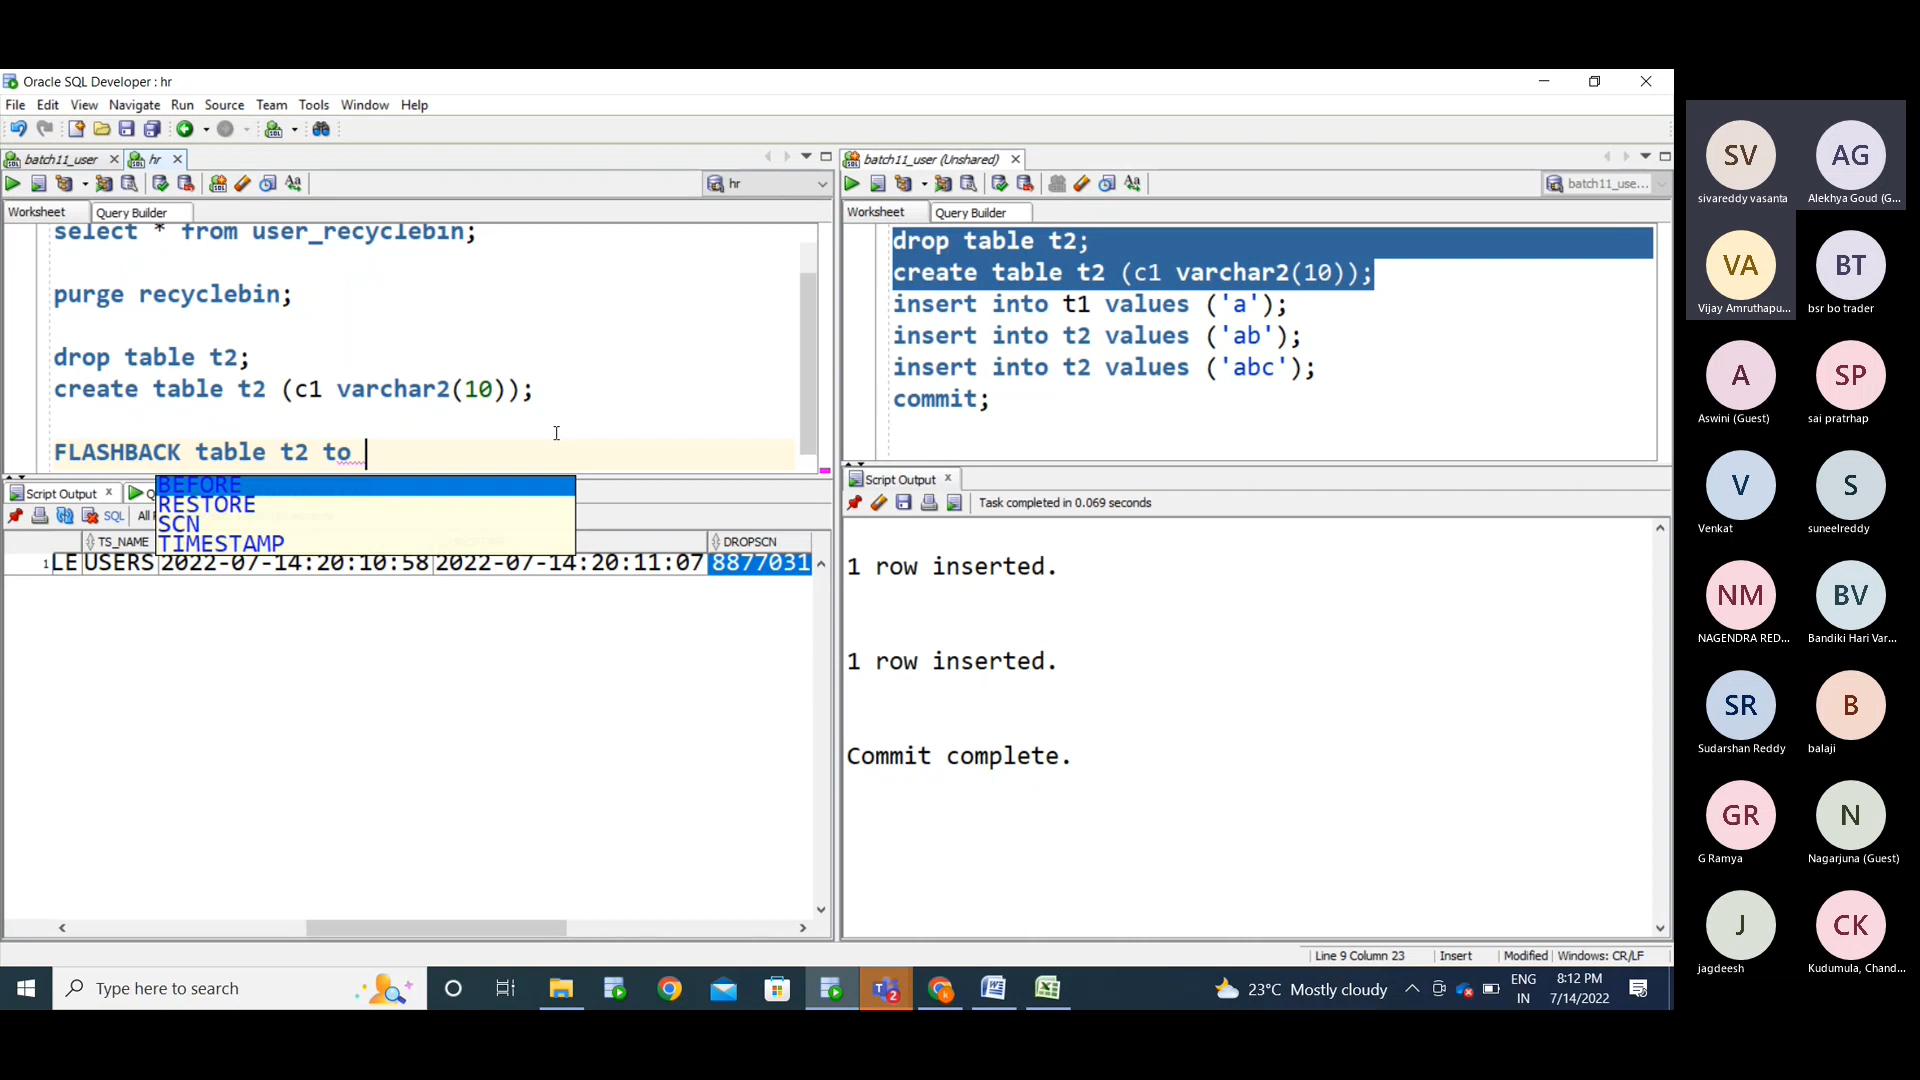 Oracle SQL Developer : hr
File Edit View Navigate Run Source Team Tools Window Help
batch11_user
hr
hr
Worksheet Query Builder
select * from user_recyclebin;
purge recyclebin;
drop table t2;
create table t2 (c1 varchar2(10));
FLASHBACK table t2 to
BEFORE
RESTORE
SCN
TIMESTAMP
Script Output
SQL
TS_NAME
DROPSCN
1 LE USERS 2022-07-14:20:10:58 2022-07-14:20:11:07 8877031
batch11_user (Unshared)
batch11_use...
Worksheet Query Builder
drop table t2;
create table t2 (c1 varchar2(10));
insert into t1 values ('a');
insert into t2 values ('ab');
insert into t2 values ('abc');
commit;
Script Output
Task completed in 0.069 seconds
1 row inserted.
1 row inserted.
Commit complete.
Line 9 Column 23 Insert Modified Windows: CR/LF
Type here to search
2
23°C Mostly cloudy
ENG
IN
8:12 PM
7/14/2022
SV
sivareddy vasanta
AG
Alekhya Goud (G...
VA
Vijay Amruthapu...
BT
bsr bo trader
A
Aswini (Guest)
SP
sai pratrhap
V
Venkat
S
suneelreddy
NM
NAGENDRA RED...
BV
Bandiki Hari Var...
SR
Sudarshan Reddy
B
balaji
GR
G Ramya
N
Nagarjuna (Guest)
J
jagdeesh
CK
Kudumula, Chand...